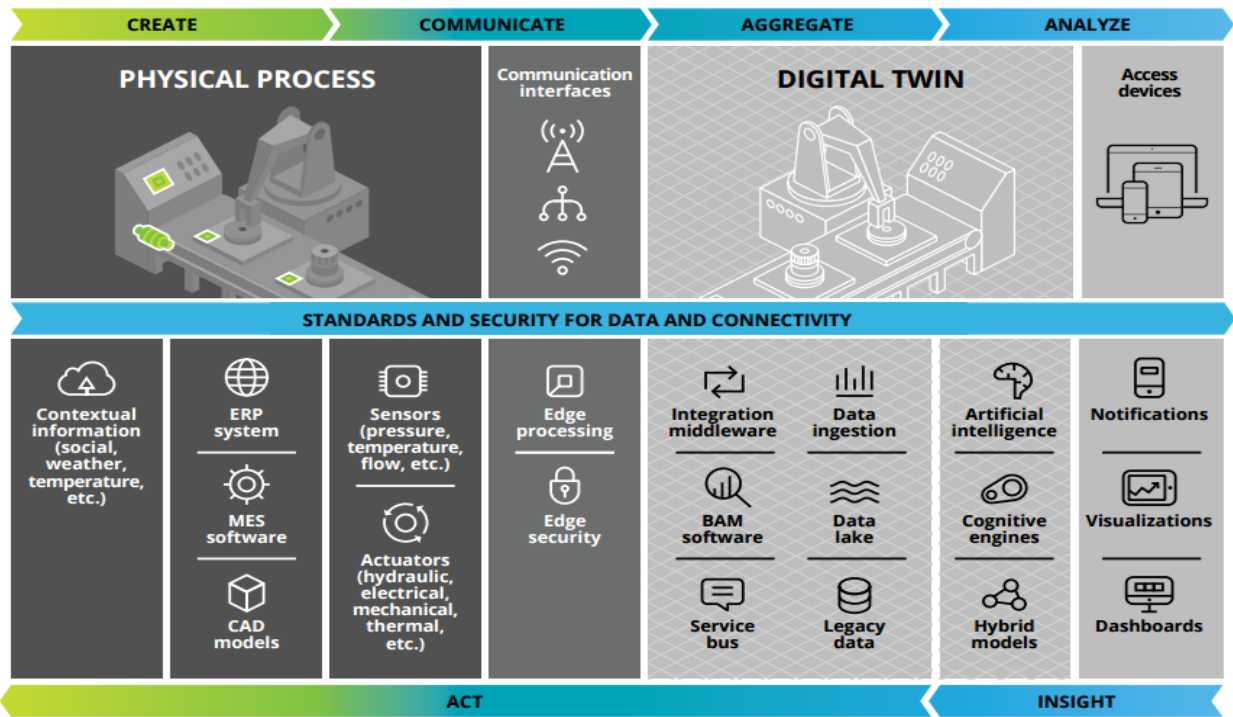 CREATE
COMMUNICATE
AGGREGATE
ANALYZE
PHYSICAL PROCESS
Communication
interfaces
DIGITAL TWIN
Access
devices
STANDARDS AND SECURITY FOR DATA AND CONNECTIVITY
Contextual
information
(social,
weather,
temperature,
etc.)
ERP
system
MES
software
CAD
models
Sensors
(pressure,
temperature,
flow, etc.)
Actuators
(hydraulic,
electrical,
mechanical,
thermal,
etc.)
Edge
processing
Edge
security
Integration
middleware
BAM
software
Service
bus
Data
ingestion
Data
lake
Legacy
data
Artificial
intelligence
Cognitive
engines
Hybrid
models
Notifications
Visualizations
Dashboards
ACT
INSIGHT